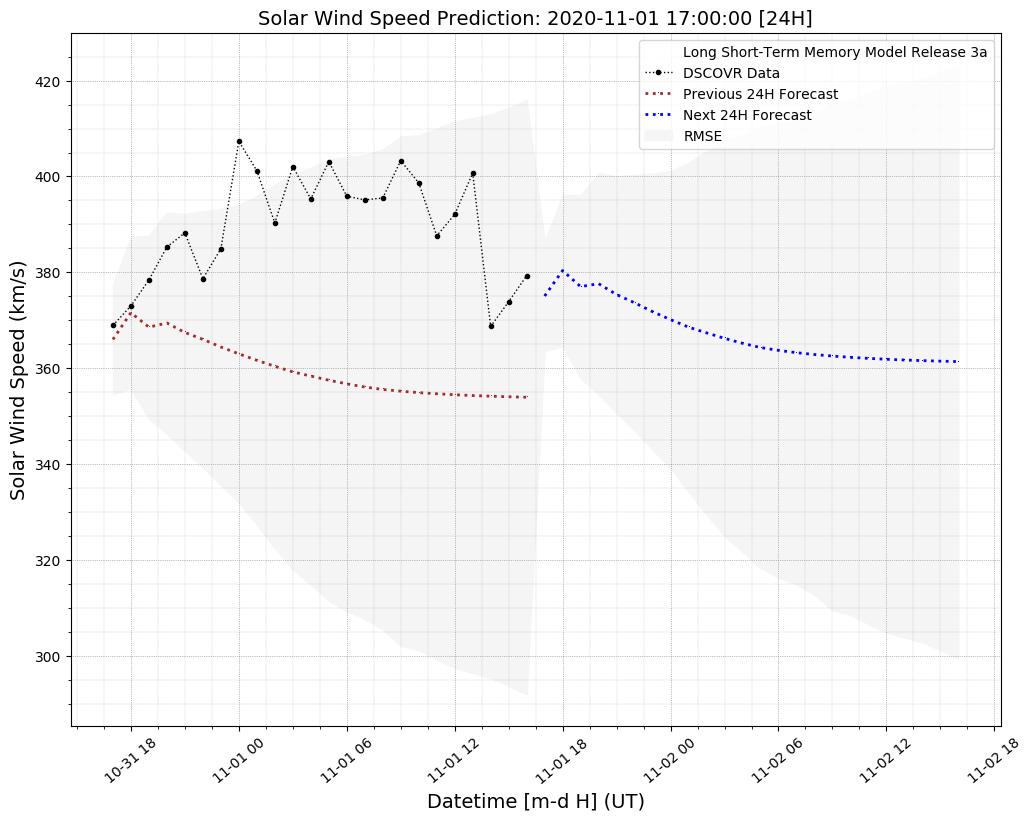 Solar Wind Speed Prediction: 2020-11-01 17:00:00 [24H]
Long Short-Term Memory Model Release 3a
DSCOVR Data
Previous 24H Forecast
Next 24H Forecast
RMSE
Solar Wind Speed (km/s)
420
400
380
360
340
320
300
10-31 18
11-01 00
11-01 06
11-01 12
11-01 18
11-02 00
11-02 06
11-02 12
11-02 18
Datetime [m-d H] (UT)